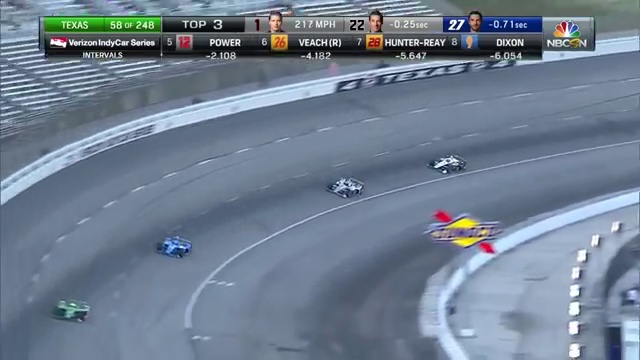 TEXAS 58 OF 248 TOP 3 1 217 MPH 22 -0.25sec 27 -0.71sec NBCSN
Verizon IndyCar Series 5 12 POWER 6 26 VEACH (R) 7 28 HUNTER-REAY 8 9 DIXON
INTERVALS -2.108 -4.182 -5.647 -6.054
TEXAS
SUNOCO